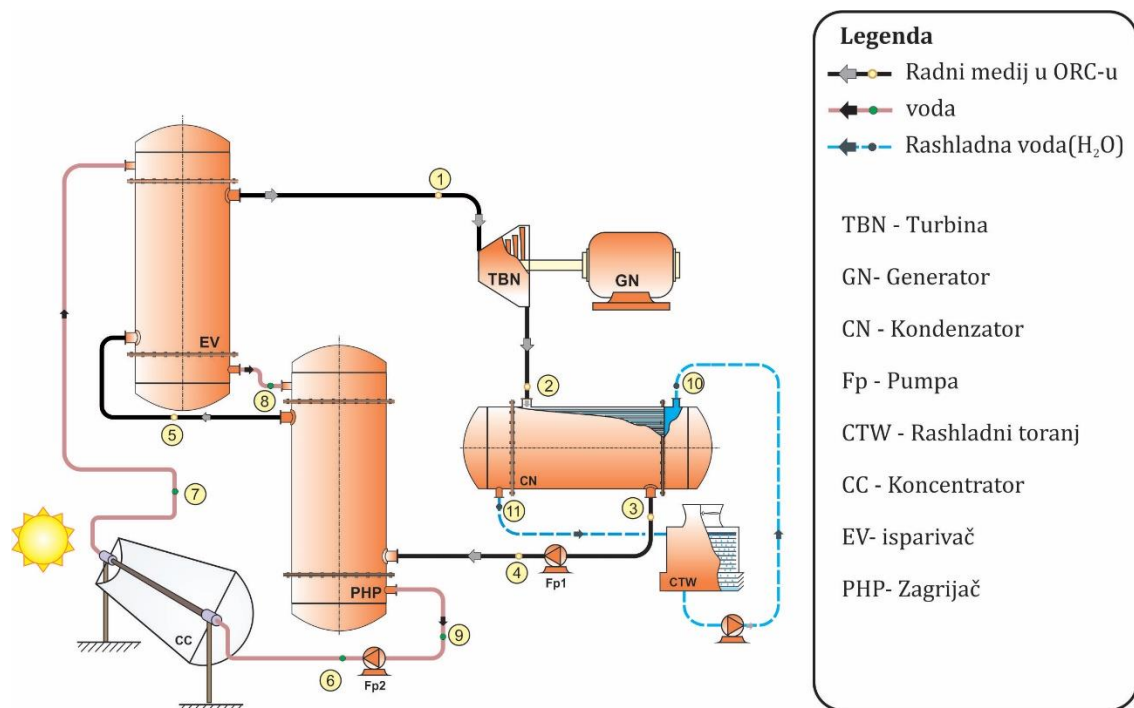 Legenda
Radni medij u ORC-u
voda
Rashladna voda(H₂O)
TBN - Turbina
GN- Generator
CN - Kondenzator
Fp - Pumpa
CTW - Rashladni toranj
CC - Koncentrator
EV- isparivač
PHP- Zagrijač
1
TBN
GN
EV
8
5
2
10
CN
7
11
3
4
Fp1
CTW
PHP
9
CC
6
Fp2